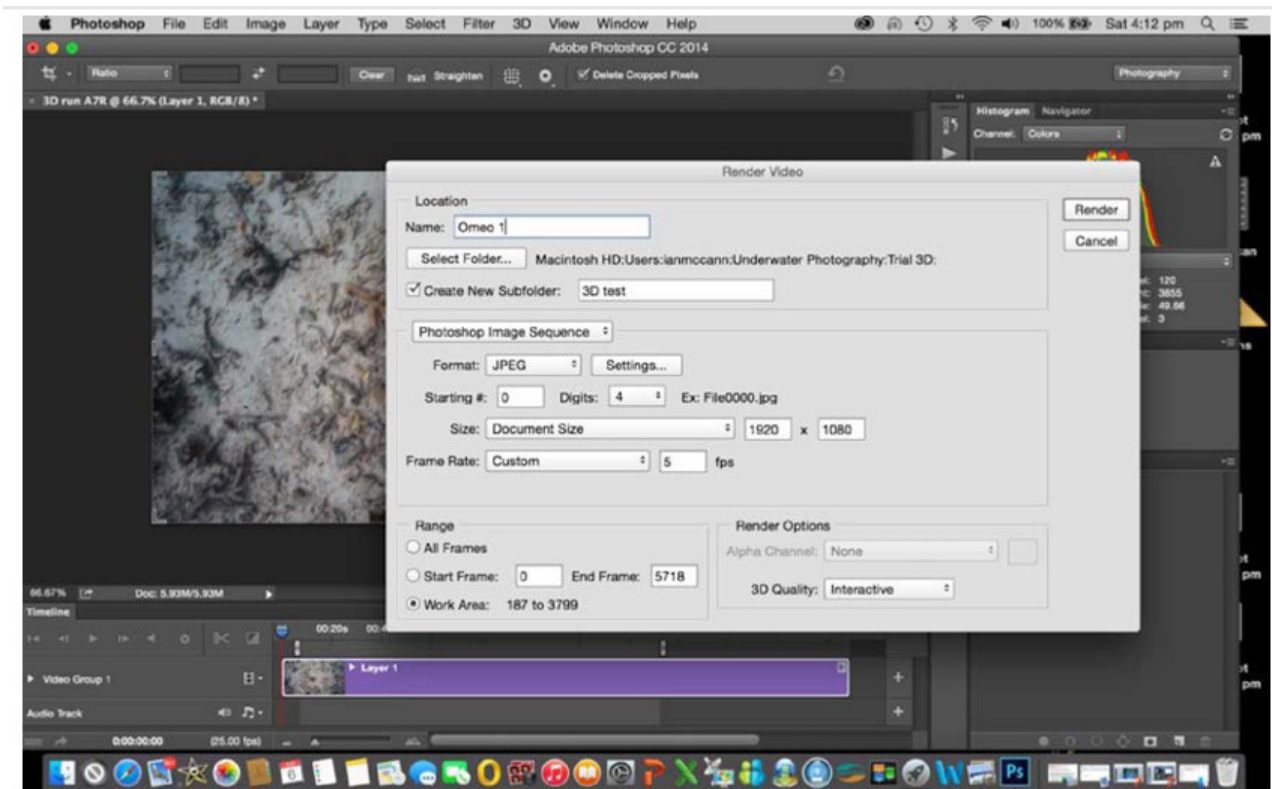 Photoshop File Edit Image Layer Type Select Filter 3D View Window Help 100% Sat 4:12 pm
Adobe Photoshop CC 2014
Ratio Clear Straighten Delete Cropped Pixels Photography
3D run A7R @ 66.7% (Layer 1, RGB/8) *
Histogram Navigator
Channel: Colors
pm
Render Video
Location
Name: Omeo 1
Render
Select Folder... Macintosh HD:Users:ianmccann:Underwater Photography:Trial 3D:
Cancel
Create New Subfolder: 3D test
120
3855
49.66
3
Photoshop Image Sequence
Format: JPEG Settings...
Starting #: 0 Digits: 4 Ex: File0000.jpg
Size: Document Size 1920 x 1080
Frame Rate: Custom 5 fps
Range
Render Options
All Frames
Alpha Channel: None
Start Frame: 0 End Frame: 5718
3D Quality: Interactive
Work Area: 187 to 3799
pm
66.67% Doc: 5.93M/5.93M
Timeline
00:20s
Layer 1
Video Group 1
pm
Audio Track
0:00:00:00 (25.00 fps)
Ps